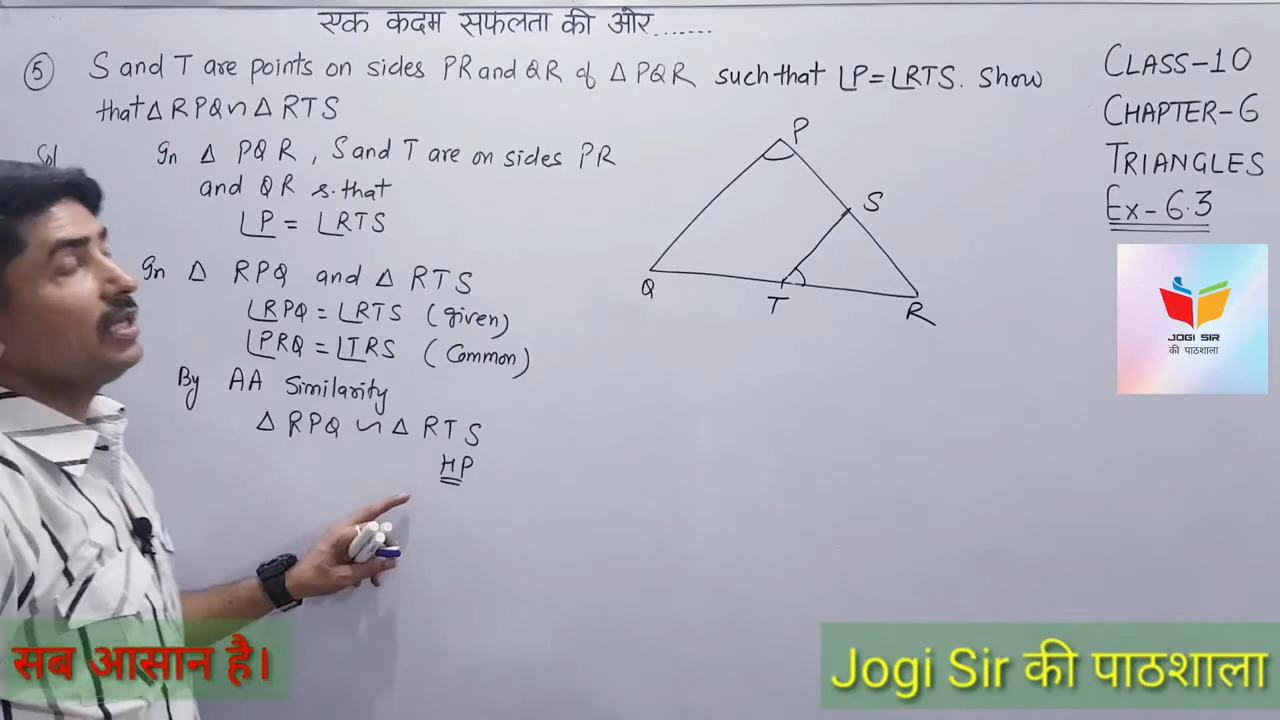 एक कदम सफलता की ओर.......
⑤ S and T are points on sides PR and QR of Δ PQR such that ∠P=∠RTS. Show
that Δ RPQ ∽ Δ RTS
Sol
In Δ PQR, S and T are on sides PR
and QR s.that
∠P = ∠RTS
In Δ RPQ and Δ RTS
∠RPQ = ∠RTS (given)
∠PRQ = ∠TRS (Common)
By AA Similarity
Δ RPQ ∽ Δ RTS
HP
P
S
Q
T
R
CLASS-10
CHAPTER-6
TRIANGLES
Ex-6.3
JOGI SIR
की पाठशाला
सब आसान है।
Jogi Sir की पाठशाला